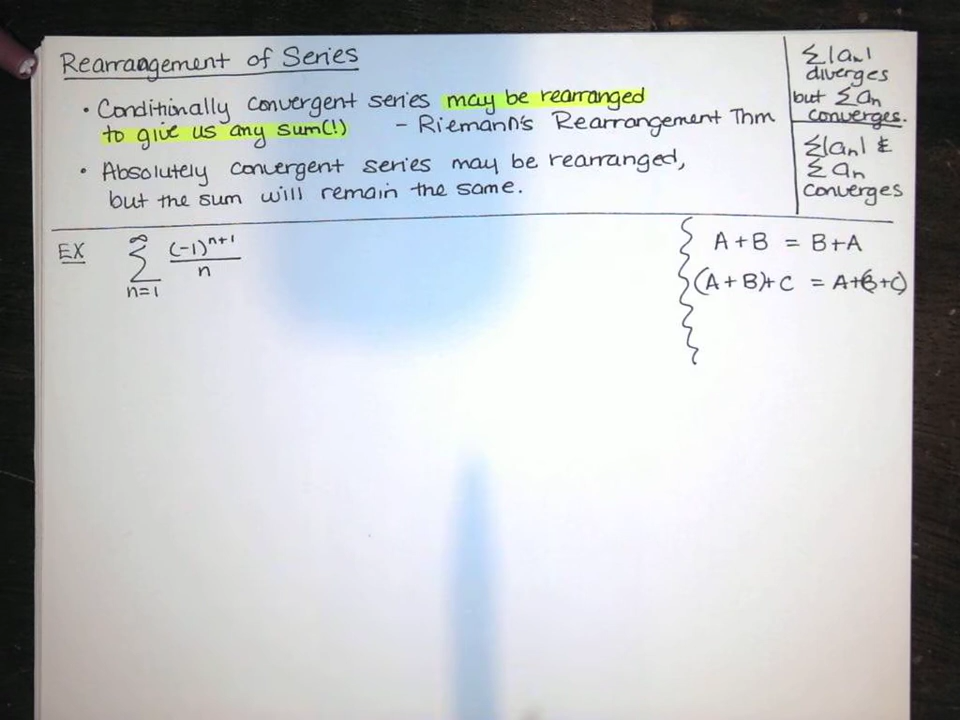 Rearrangement of Series
• Conditionally convergent series may be rearranged
to give us any sum(!) - Riemann's Rearrangement Thm
• Absolutely convergent series may be rearranged,
but the sum will remain the same.
Σ|aₙ|
diverges
but Σaₙ
converges.
Σ|aₙ| &
Σaₙ
converges
EX
∞
Σ (-1)ⁿ⁺¹/n
n=1
A+B = B+A
(A+B)+C = A+(B+C)